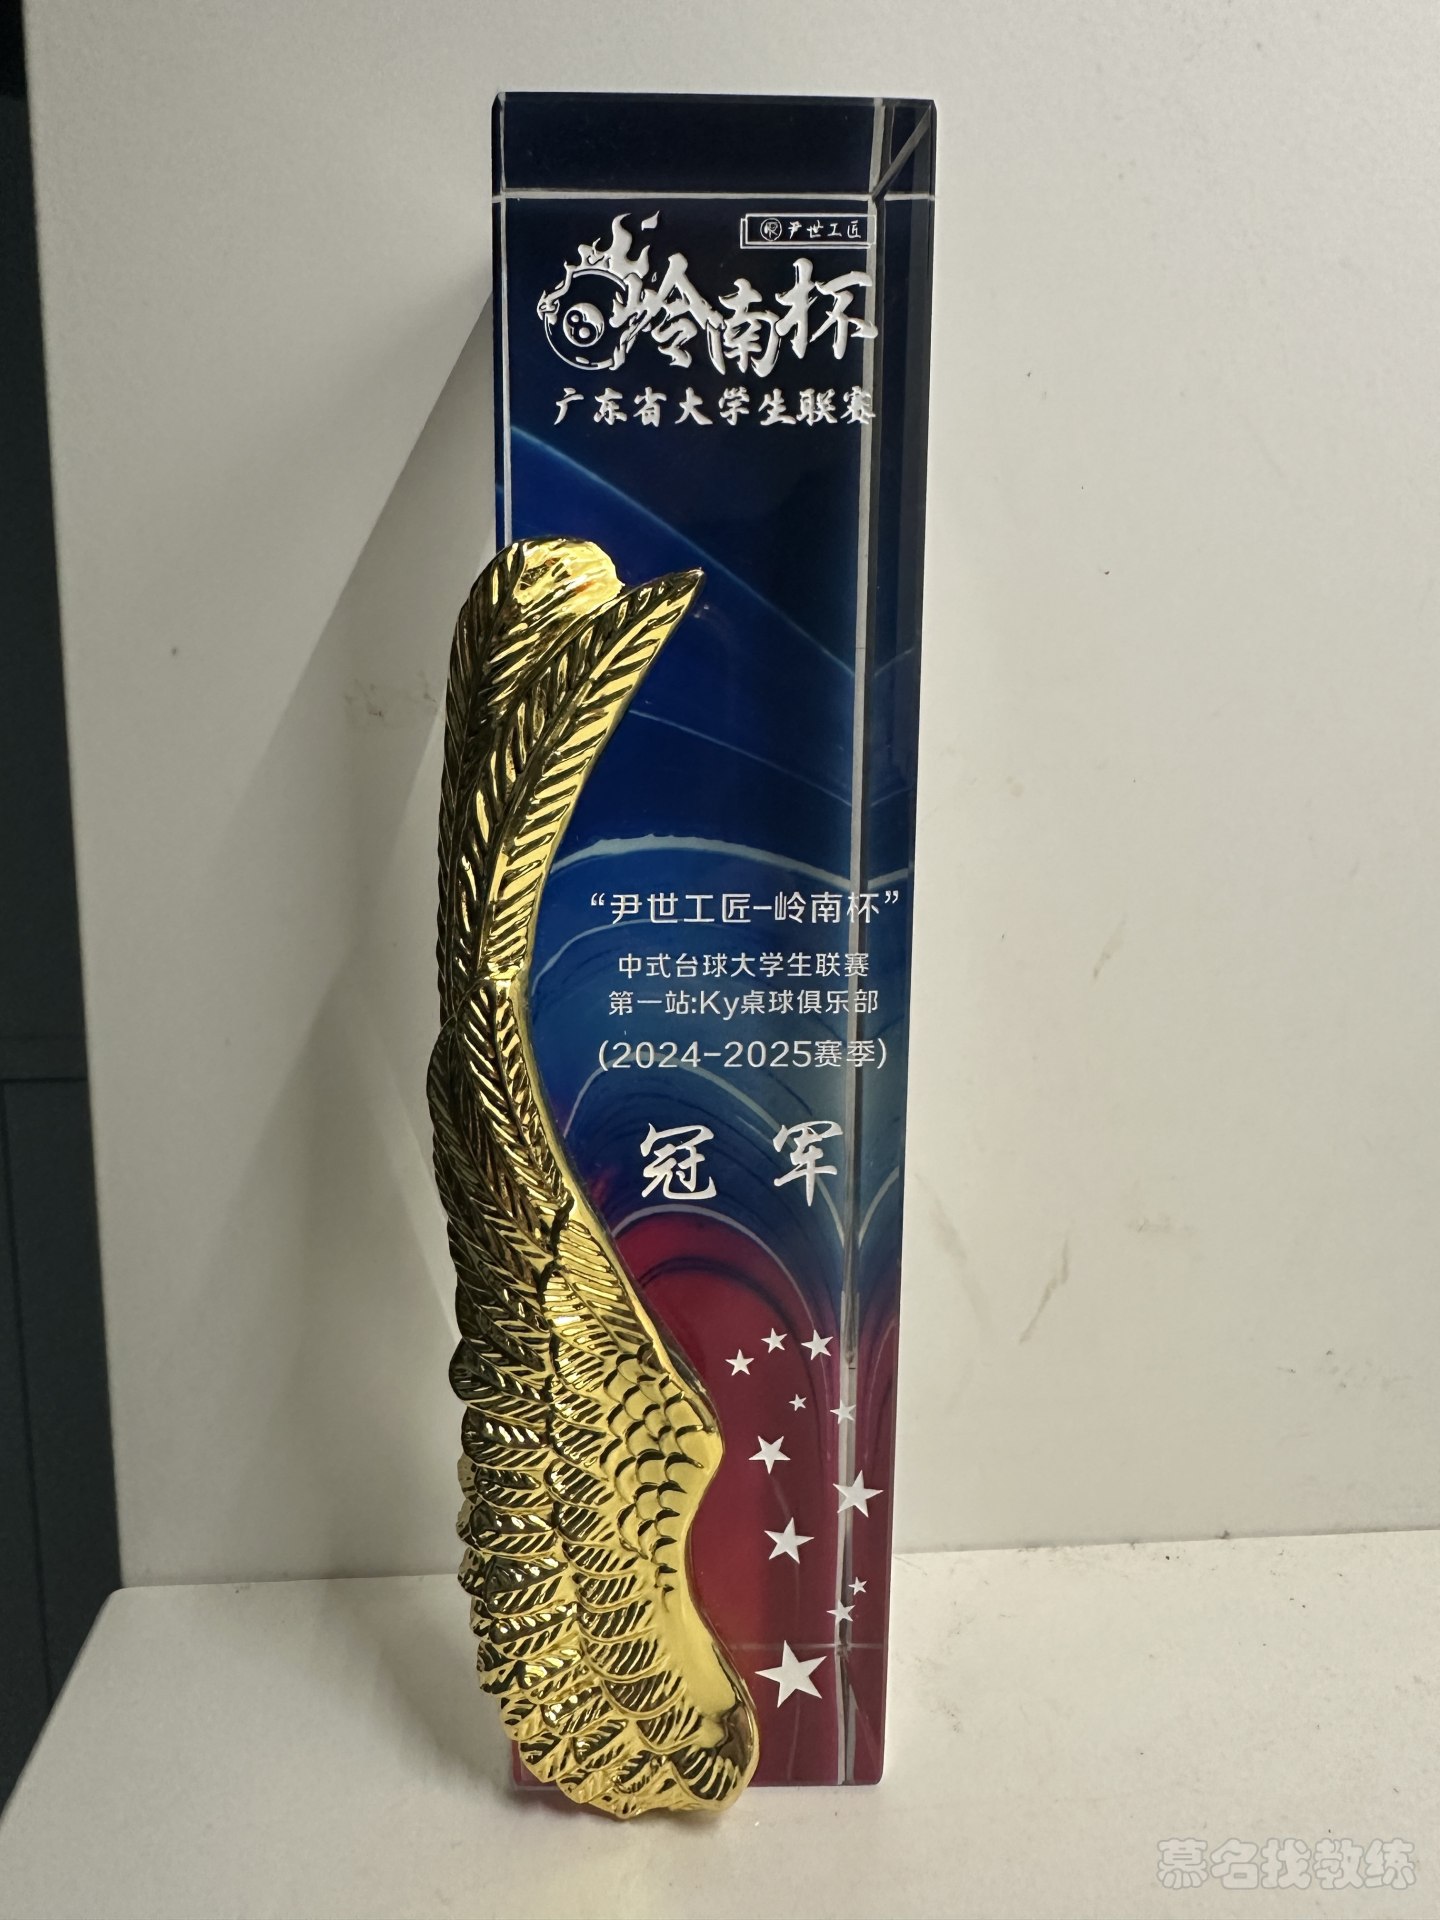 尹世工匠
8
岭南杯
广东省大学生联赛
“尹世工匠-岭南杯”
中式台球大学生联赛
第一站:Ky桌球俱乐部
(2024-2025赛季)
冠军
慕名找教练